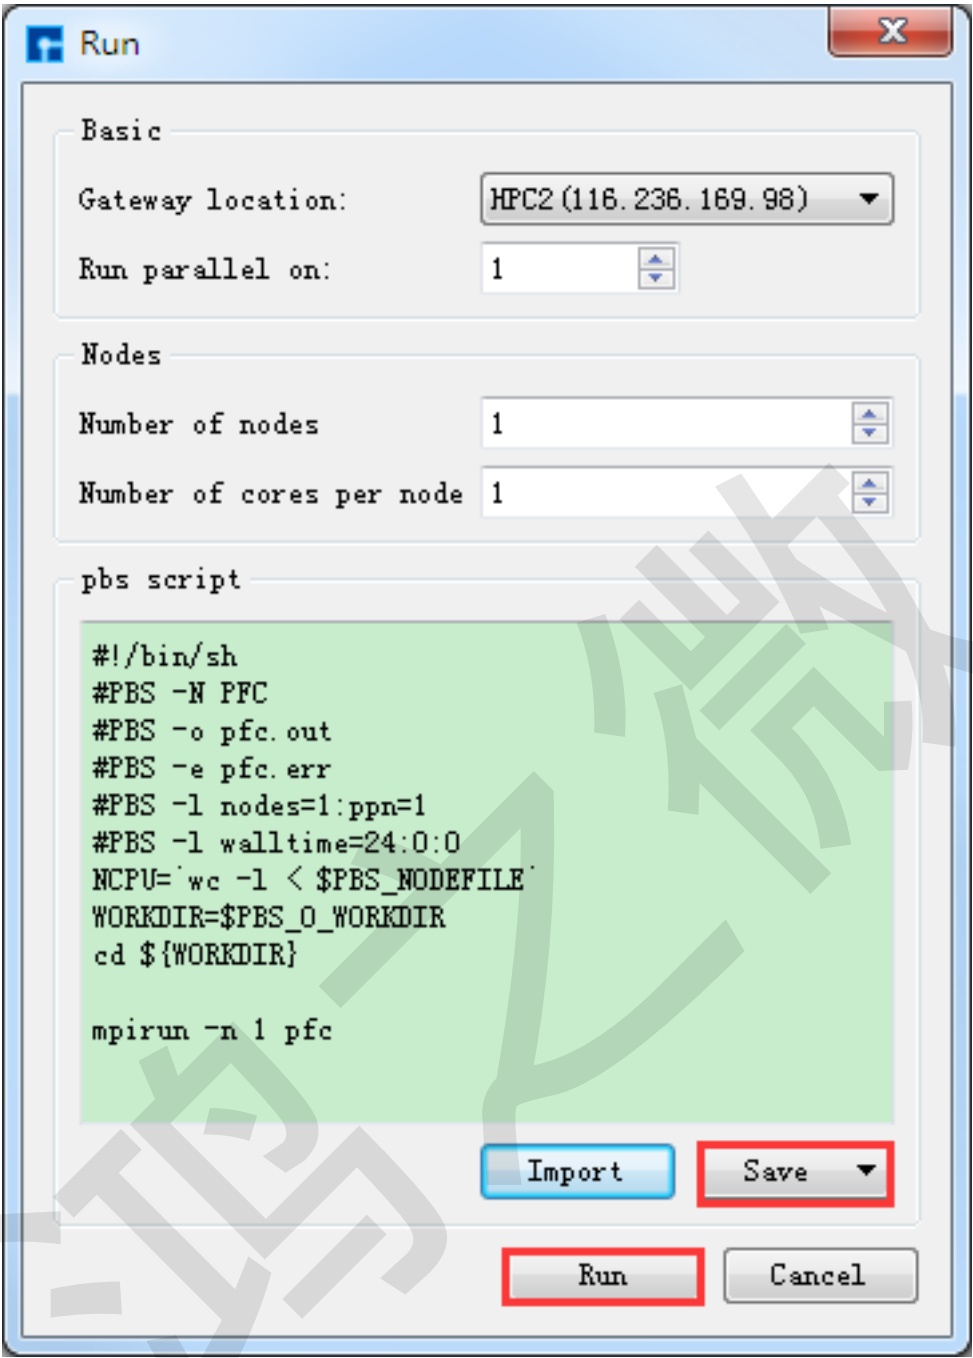 Run
Basic
Gateway location: HPC2(116.236.169.98)
Run parallel on: 1
Nodes
Number of nodes 1
Number of cores per node 1
pbs script
#!/bin/sh
#PBS -N PFC
#PBS -o pfc.out
#PBS -e pfc.err
#PBS -l nodes=1:ppn=1
#PBS -l walltime=24:0:0
NCPU=`wc -l < $PBS_NODEFILE`
WORKDIR=$PBS_O_WORKDIR
cd ${WORKDIR}
mpirun -n 1 pfc
Import Save
Run Cancel
鸿之微